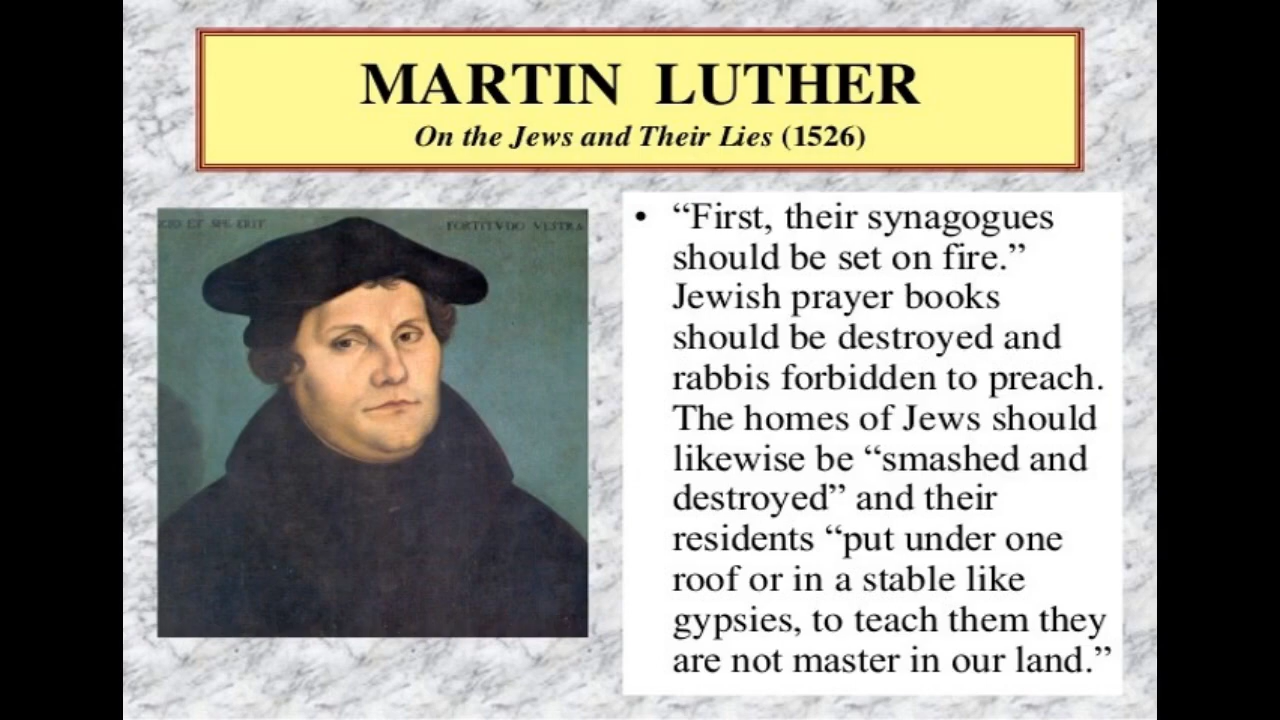 MARTIN LUTHER
On the Jews and Their Lies (1526)
FORTITVDO VESTRA
• “First, their synagogues
should be set on fire.”
Jewish prayer books
should be destroyed and
rabbis forbidden to preach.
The homes of Jews should
likewise be “smashed and
destroyed” and their
residents “put under one
roof or in a stable like
gypsies, to teach them they
are not master in our land.”